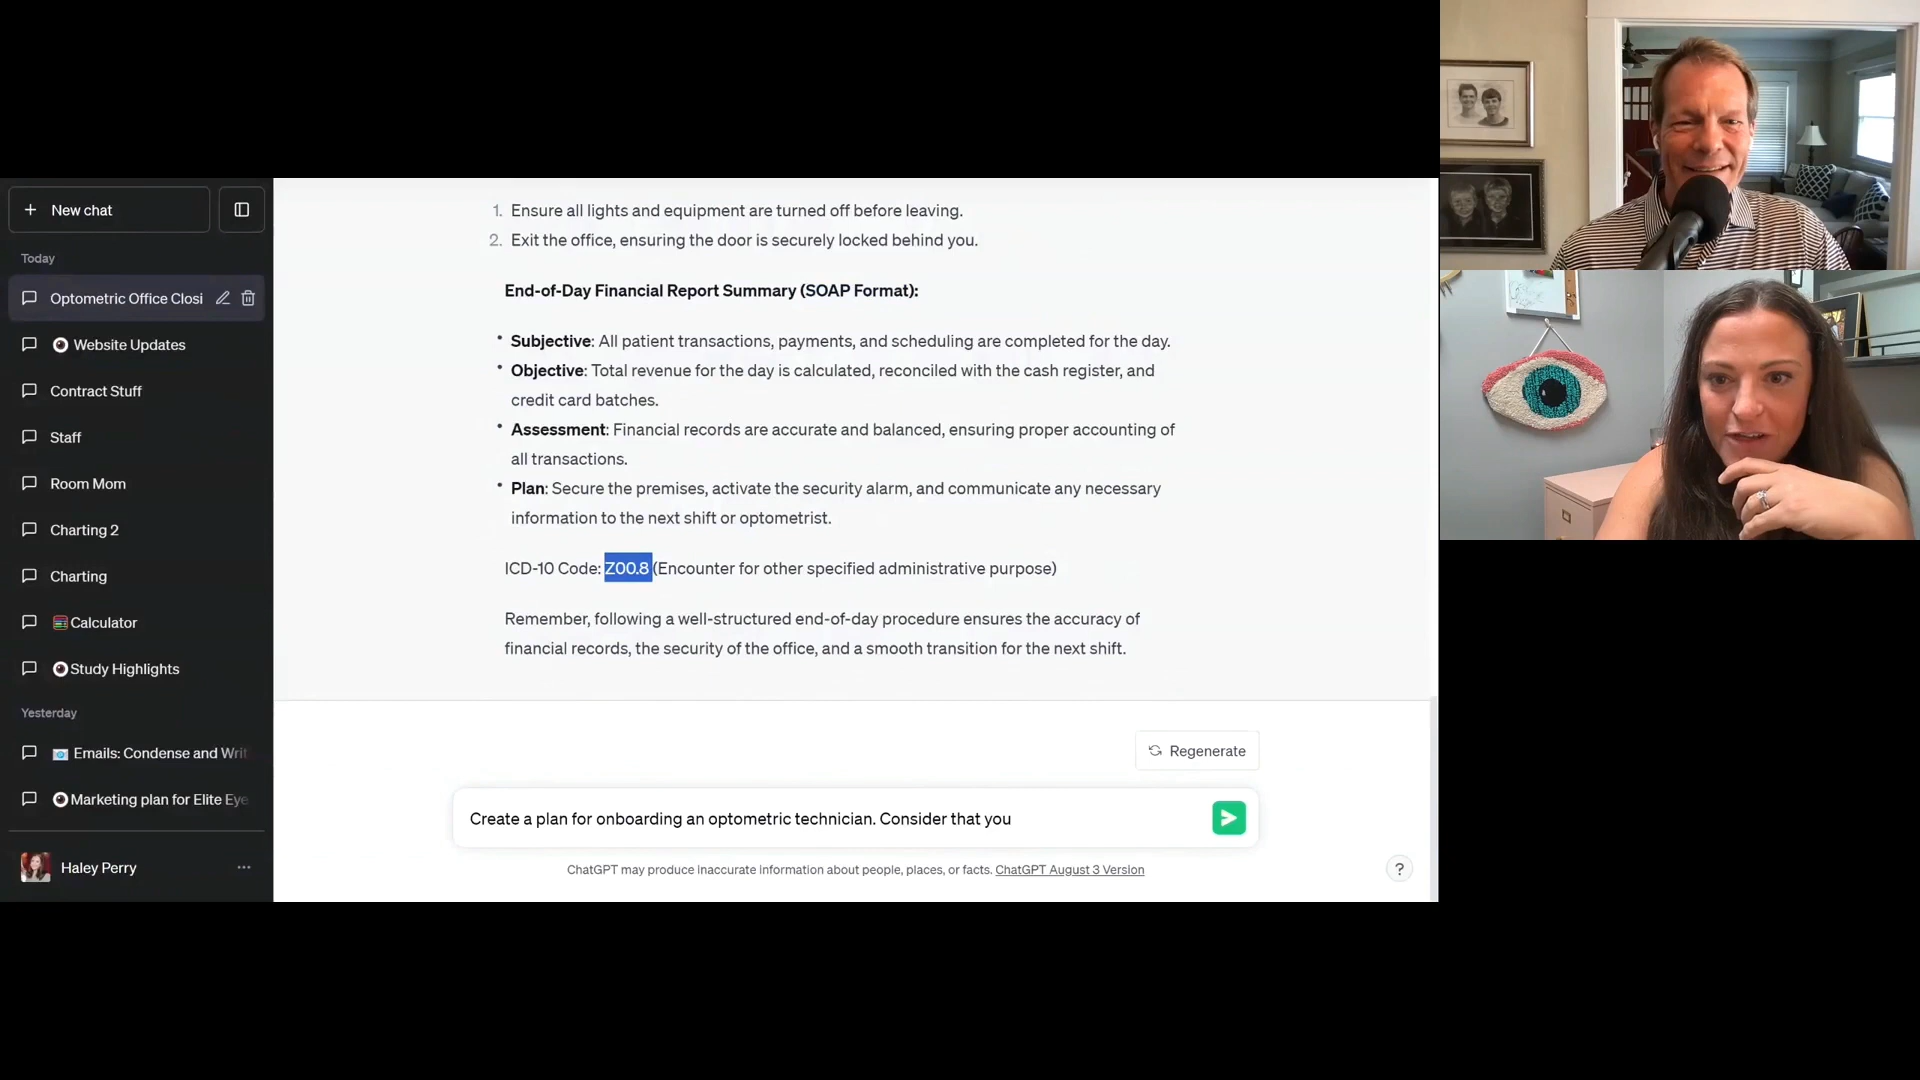 New chat
Today
Optometric Office Closi
Website Updates
Contract Stuff
Staff
Room Mom
Charting 2
Charting
Calculator
Study Highlights
Yesterday
Emails: Condense and Writ
Marketing plan for Elite Eye
Haley Perry
1. Ensure all lights and equipment are turned off before leaving.
2. Exit the office, ensuring the door is securely locked behind you.
End-of-Day Financial Report Summary (SOAP Format):
• Subjective: All patient transactions, payments, and scheduling are completed for the day.
• Objective: Total revenue for the day is calculated, reconciled with the cash register, and
credit card batches.
• Assessment: Financial records are accurate and balanced, ensuring proper accounting of
all transactions.
• Plan: Secure the premises, activate the security alarm, and communicate any necessary
information to the next shift or optometrist.
ICD-10 Code: Z00.8 (Encounter for other specified administrative purpose)
Remember, following a well-structured end-of-day procedure ensures the accuracy of
financial records, the security of the office, and a smooth transition for the next shift.
Regenerate
Create a plan for onboarding an optometric technician. Consider that you
ChatGPT may produce inaccurate information about people, places, or facts. ChatGPT August 3 Version
?